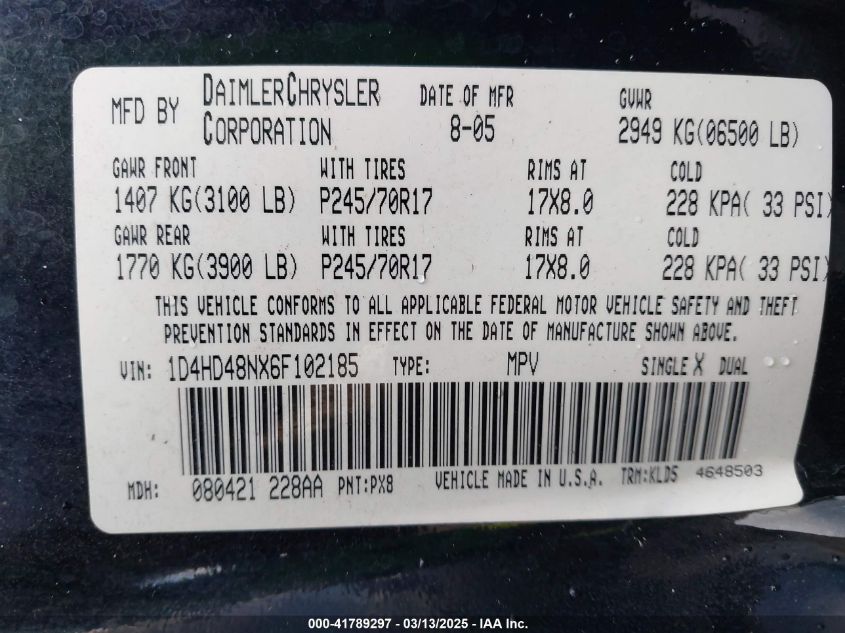 MFD BY DAIMLERCHRYSLER CORPORATION DATE OF MFR 8-05 GVWR 2949 KG(06500 LB)
GAWR FRONT WITH TIRES RIMS AT COLD
1407 KG(3100 LB) P245/70R17 17X8.0 228 KPA( 33 PSI)
GAWR REAR WITH TIRES RIMS AT COLD
1770 KG(3900 LB) P245/70R17 17X8.0 228 KPA( 33 PSI)
THIS VEHICLE CONFORMS TO ALL APPLICABLE FEDERAL MOTOR VEHICLE SAFETY AND THEFT
PREVENTION STANDARDS IN EFFECT ON THE DATE OF MANUFACTURE SHOWN ABOVE.
VIN: 1D4HD48NX6F102185 TYPE: MPV SINGLE X DUAL
MDH: 080421 228AA PNT:PX8 VEHICLE MADE IN U.S.A. TRM:KLD5 4648503
000-41789297 - 03/13/2025 - IAA Inc.